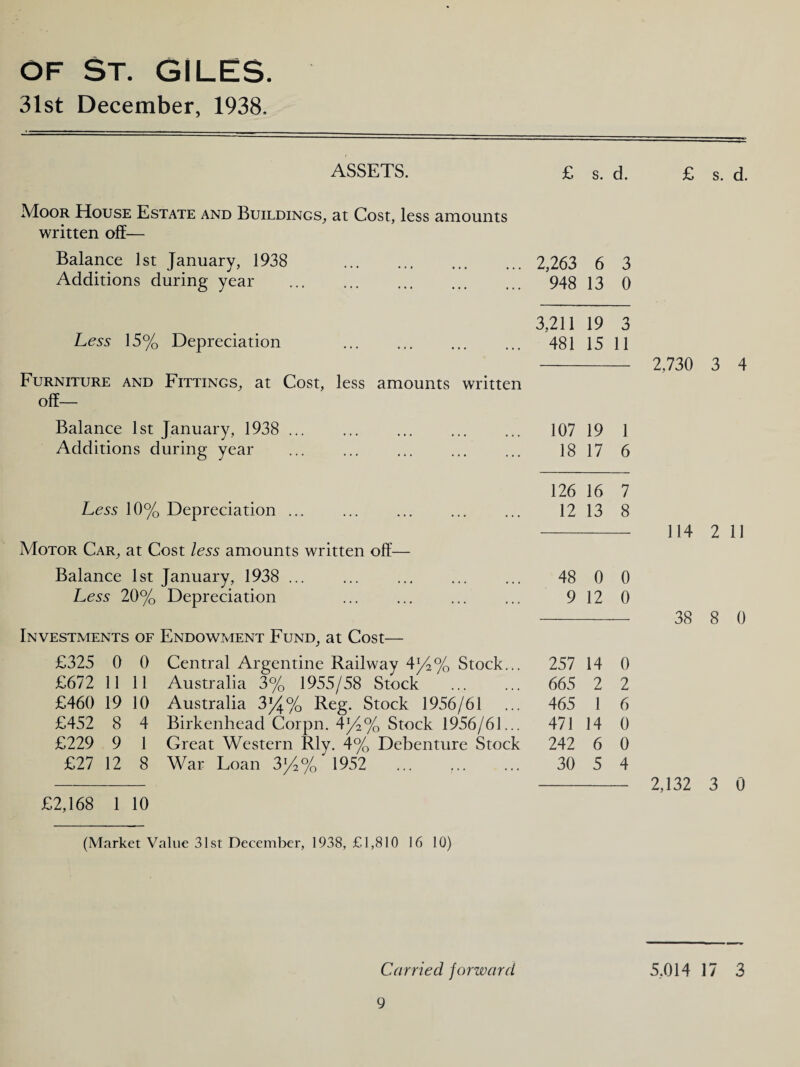 OF ST. GILES.
31st December, 1938.
ASSETS. £ s. d. £ s. d.
Moor House Estate and Buildings, at Cost, less amounts
written off—
Balance 1st January, 1938 ... ... ... ... 2,263 6 3
Additions during year ... ... ... ... ... 948 13 0
3,211 19 3
Less 15% Depreciation ... ... ... ... 481 15 11
2,730 3 4
Furniture and Fittings, at Cost, less amounts written
off—
Balance 1st January, 1938 ... ... ... ... ... 107 19 1
Additions during year ... ... ... ... ... 18 17 6
126 16 7
Less 10% Depreciation ... ... ... ... ... 12 13 8
114 2 11
Motor Car, at Cost less amounts written off—
Balance 1st January, 1938 ... ... ... ... ... 48 0 0
Less 20% Depreciation ... ... ... ... 9 12 0
38 8 0
Investments of Endowment Fund, at Cost—
£325 0 0 Central Argentine Railway 4½% Stock... 257 14 0
£672 11 11 Australia 3% 1955/58 Stock ... ... 665 2 2
£460 19 10 Australia 3¼% Reg. Stock 1956/61 ... 465 1 6
£452 8 4 Birkenhead Corpn. 4½% Stock 1956/61... 471 14 0
£229 9 1 Great Western Rly. 4% Debenture Stock 242 6 0
£27 12 8 War Loan 3½% 1952 ... ... ... 30 5 4
2,132 3 0
£2,168 1 10
(Market Value 31st December, 1938, £1,810 16 10)
Carried forward 5,014 17 3
9